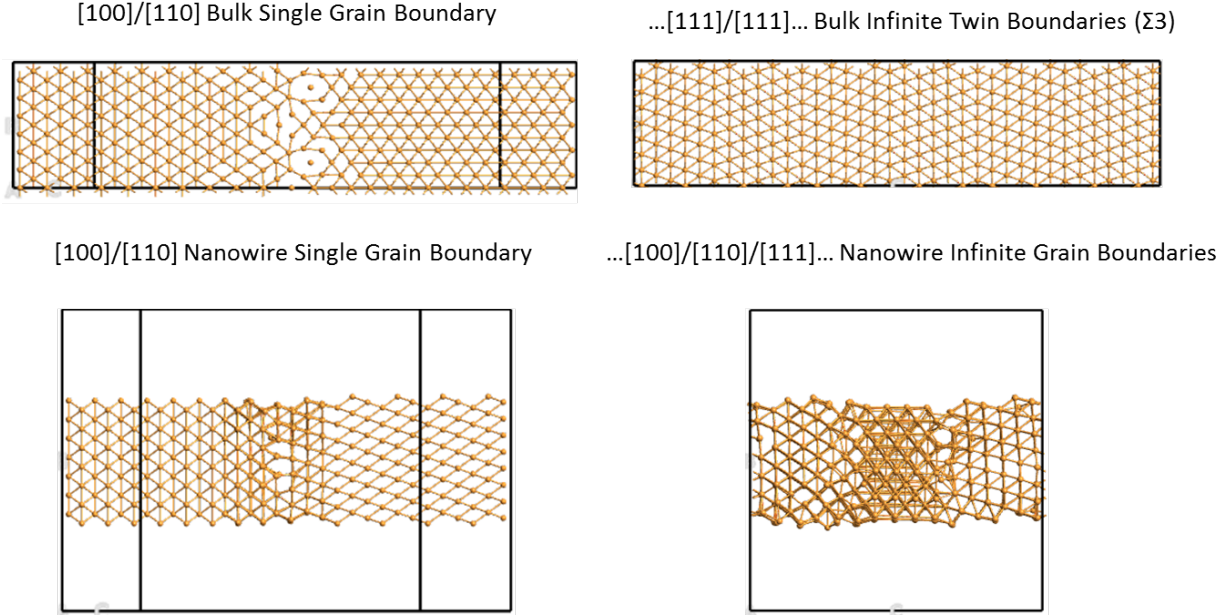 [100]/[110] Bulk Single Grain Boundary
...[111]/[111]... Bulk Infinite Twin Boundaries (Σ3)
[100]/[110] Nanowire Single Grain Boundary
...[100]/[110]/[111]... Nanowire Infinite Grain Boundaries